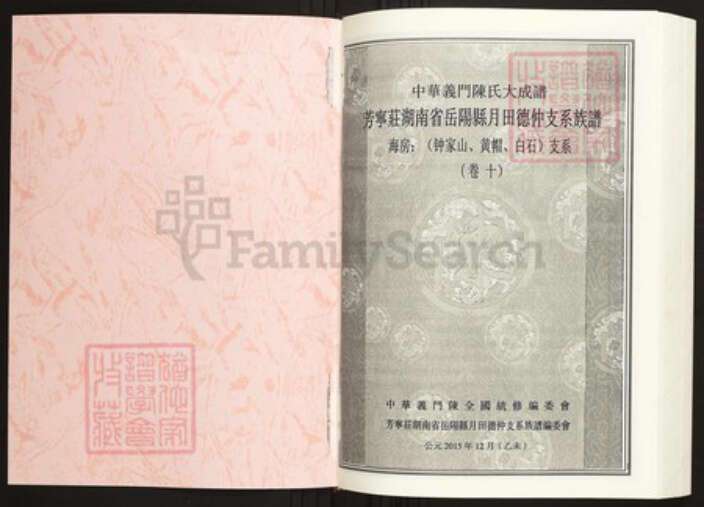 中華義門陳氏大成譜
芳寧莊湖南省岳陽縣月田德仲支系族譜
海房：（钟家山、黄帽、白石）支系
（卷十）
FamilySearch
中華義門陳全國統修編委會
芳寧莊湖南省岳陽縣月田德仲支系族譜編委會
公元2015年12月（乙未）